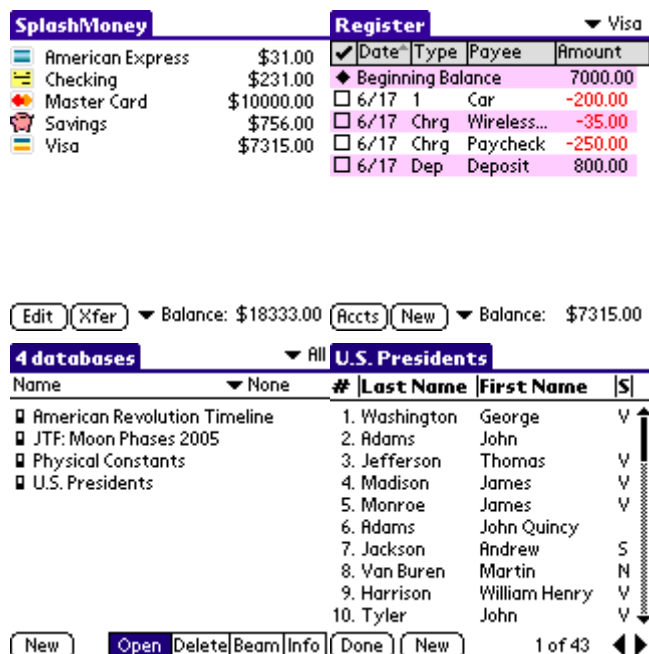 SplashMoney
American Express $31.00
Checking $231.00
Master Card $10000.00
Savings $756.00
Visa $7315.00
Edit Xfer Balance: $18333.00
Register Visa
Date Type Payee Amount
Beginning Balance 7000.00
6/17 1 Car -200.00
6/17 Chrg Wireless... -35.00
6/17 Chrg Paycheck -250.00
6/17 Dep Deposit 800.00
Accts New Balance: $7315.00
4 databases All
Name None
American Revolution Timeline
JTF: Moon Phases 2005
Physical Constants
U.S. Presidents
New Open Delete Beam Info
U.S. Presidents
# Last Name First Name S
1. Washington George V
2. Adams John
3. Jefferson Thomas V
4. Madison James V
5. Monroe James V
6. Adams John Quincy
7. Jackson Andrew S
8. Van Buren Martin N
9. Harrison William Henry V
10. Tyler John V
Done New 1 of 43